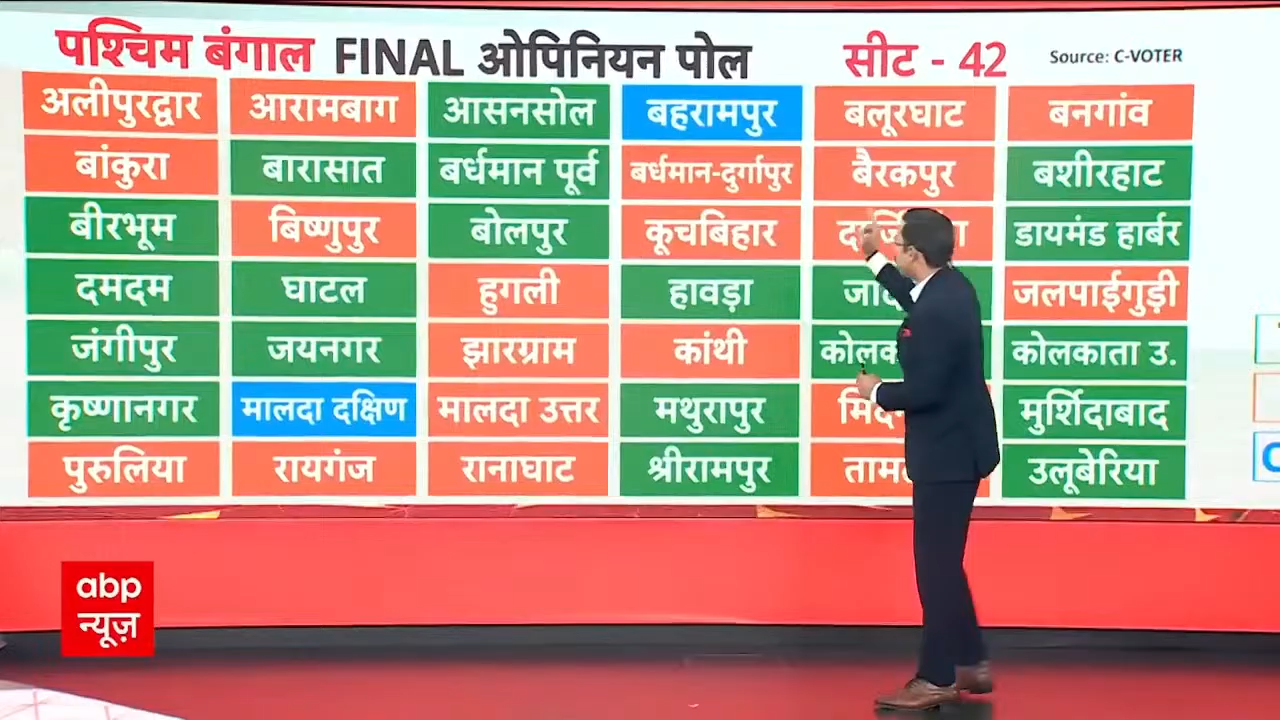 पश्चिम बंगाल FINAL ओपिनियन पोल सीट - 42 Source: C-VOTER
अलीपुरद्वार आरामबाग आसनसोल बहरामपुर बलूरघाट बनगांव
बांकुरा बारासात बर्धमान पूर्व बर्धमान-दुर्गापुर बैरकपुर बशीरहाट
बीरभूम बिष्णुपुर बोलपुर कूचबिहार डायमंड हार्बर
दमदम घाटल हुगली हावड़ा जलपाईगुड़ी
जंगीपुर जयनगर झारग्राम कांथी कोलकाता उ.
कृष्णानगर मालदा दक्षिण मालदा उत्तर मथुरापुर मुर्शिदाबाद
पुरुलिया रायगंज रानाघाट श्रीरामपुर उलूबेरिया
abp
न्यूज़